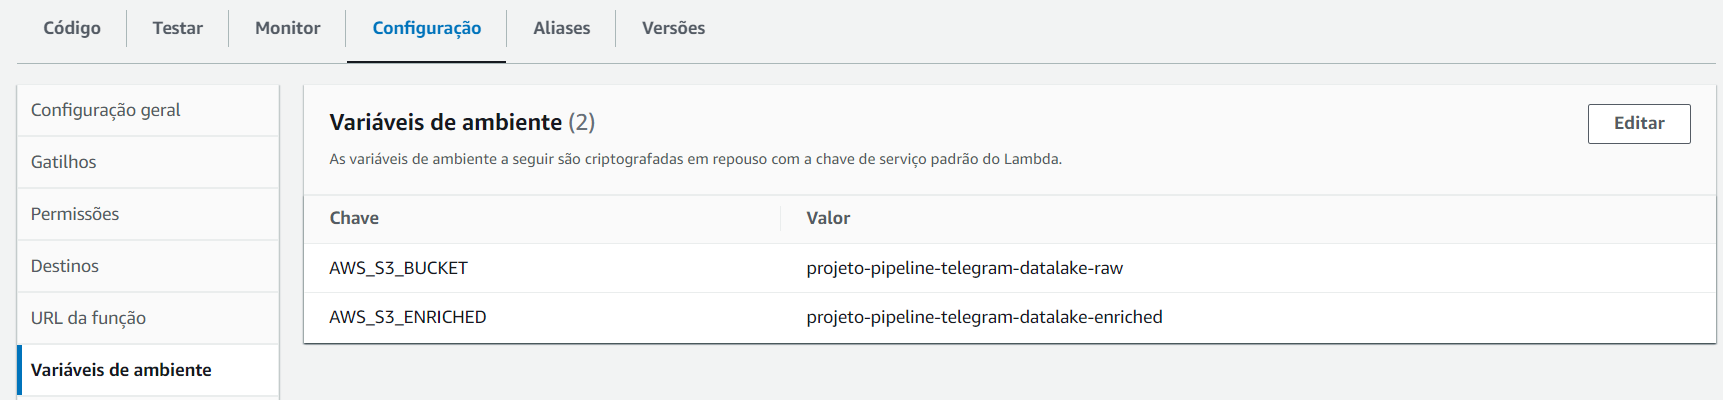 Código Testar Monitor Configuração Aliases Versões
Configuração geral
Gatilhos
Permissões
Destinos
URL da função
Variáveis de ambiente
Variáveis de ambiente (2)
Editar
As variáveis de ambiente a seguir são criptografadas em repouso com a chave de serviço padrão do Lambda.
Chave Valor
AWS_S3_BUCKET projeto-pipeline-telegram-datalake-raw
AWS_S3_ENRICHED projeto-pipeline-telegram-datalake-enriched